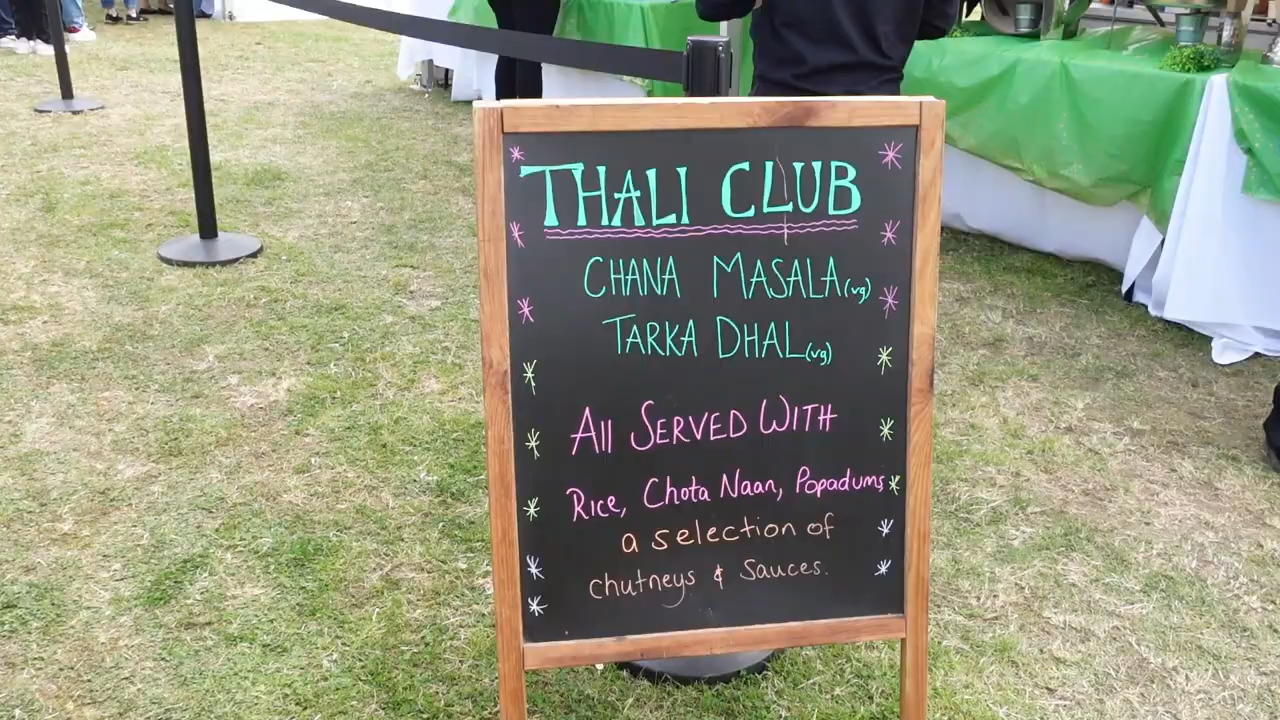 THALI CLUB
CHANA MASALA (vg)
TARKA DHAL (vg)
All SERVED WITH
Rice, Chota Naan, Popadums
a selection of
chutneys & Sauces.